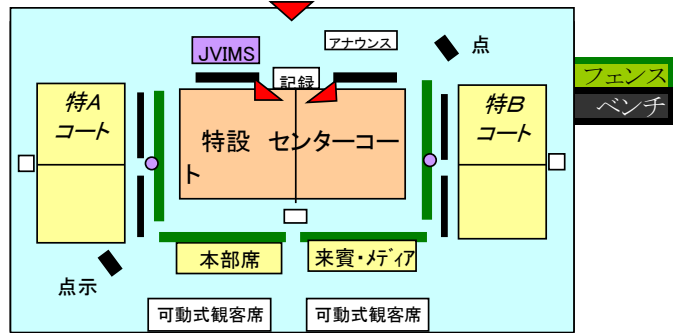 アナウンス
点
JVIMS
フェンス
記録
ベンチ
特A
コート
特設 センターコー
ト
特B
コート
本部席
来賓・メディア
点示
可動式観客席
可動式観客席